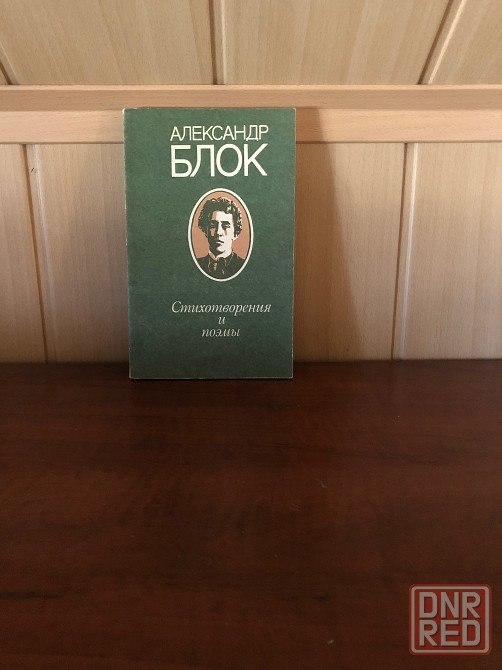 АЛЕКСАНДР
БЛОК
Стихотворения
и
поэмы
DNR
RED